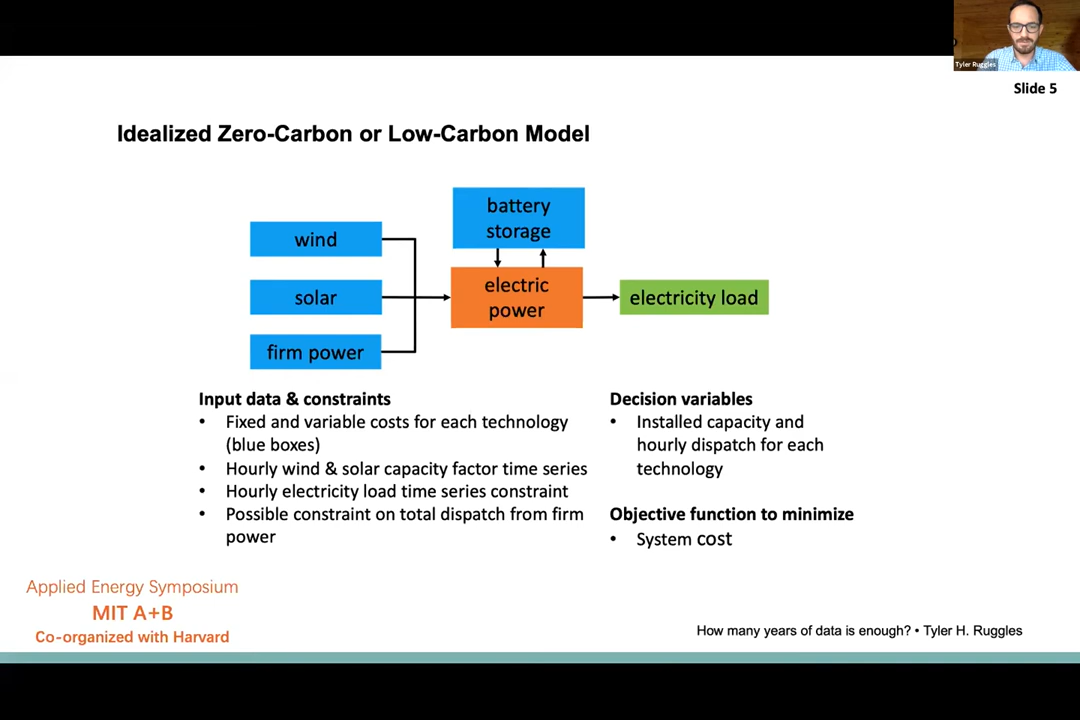 Tyler Ruggles
Slide 5
Idealized Zero-Carbon or Low-Carbon Model
battery
storage
wind
solar
firm power
electric
power
electricity load
Input data & constraints
• Fixed and variable costs for each technology
(blue boxes)
• Hourly wind & solar capacity factor time series
• Hourly electricity load time series constraint
• Possible constraint on total dispatch from firm
power
Decision variables
• Installed capacity and
hourly dispatch for each
technology
Objective function to minimize
• System cost
Applied Energy Symposium
MIT A+B
Co-organized with Harvard
How many years of data is enough? • Tyler H. Ruggles